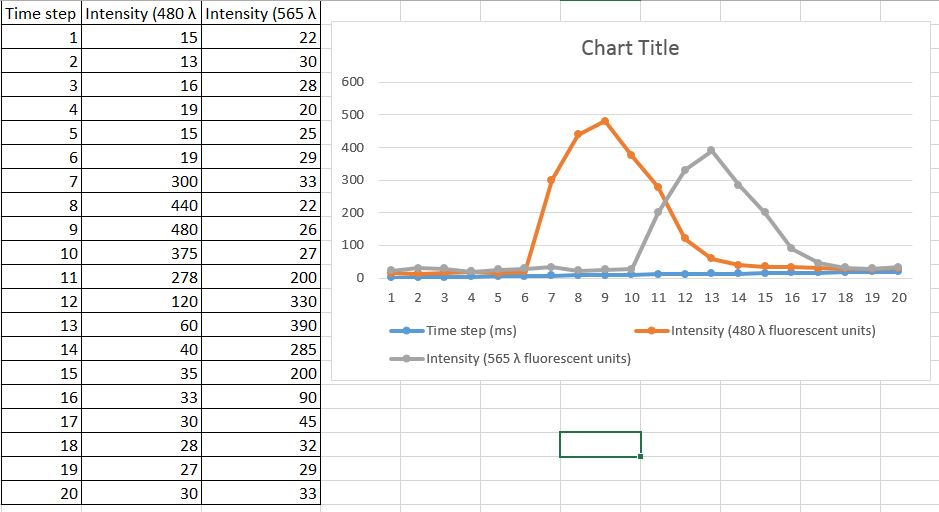 Time step Intensity (480 λ Intensity (565 λ
1 15 22
2 13 30
3 16 28
4 19 20
5 15 25
6 19 29
7 300 33
8 440 22
9 480 26
10 375 27
11 278 200
12 120 330
13 60 390
14 40 285
15 35 200
16 33 90
17 30 45
18 28 32
19 27 29
20 30 33
Chart Title
600
500
400
300
200
100
0
1 2 3 4 5 6 7 8 9 10 11 12 13 14 15 16 17 18 19 20
Time step (ms) Intensity (480 λ fluorescent units)
Intensity (565 λ fluorescent units)